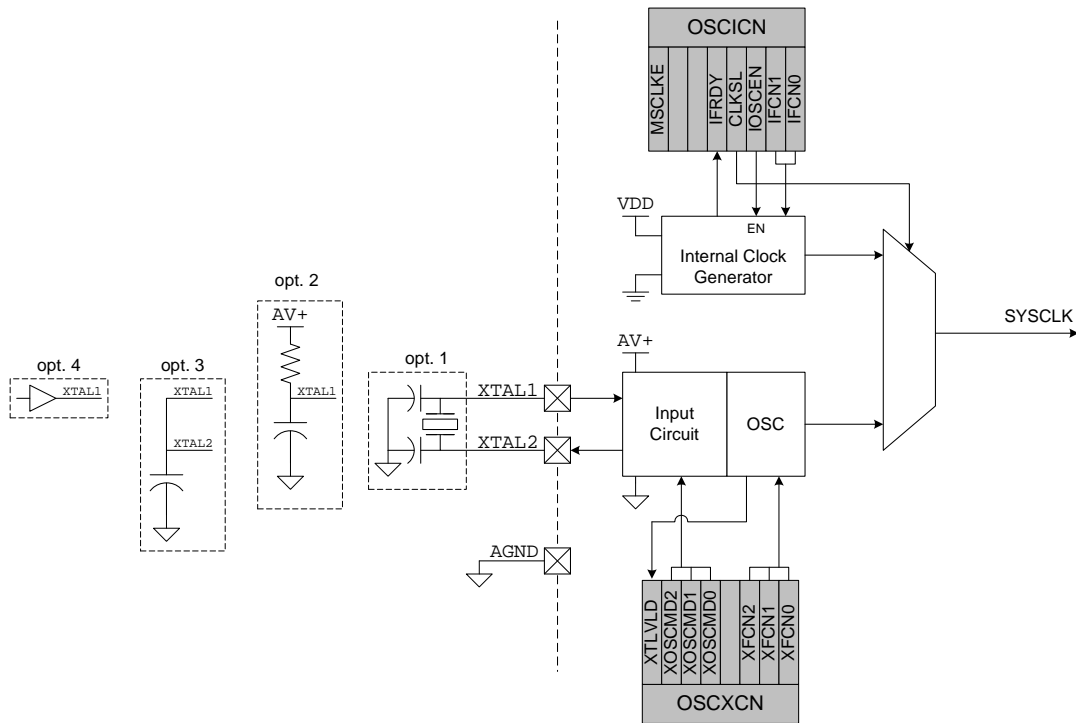 OSCICN
MSCLKE
IFRDY
CLKSL
IOSCEN
IFCN1
IFCN0
VDD
EN
Internal Clock
Generator
opt. 2
AV+
XTAL1
opt. 4
XTAL1
opt. 3
XTAL1
XTAL2
opt. 1
XTAL1
XTAL2
AV+
Input
Circuit
OSC
SYSCLK
AGND
XTLVLD
XOSCMD2
XOSCMD1
XOSCMD0
XFCN2
XFCN1
XFCN0
OSCXCN